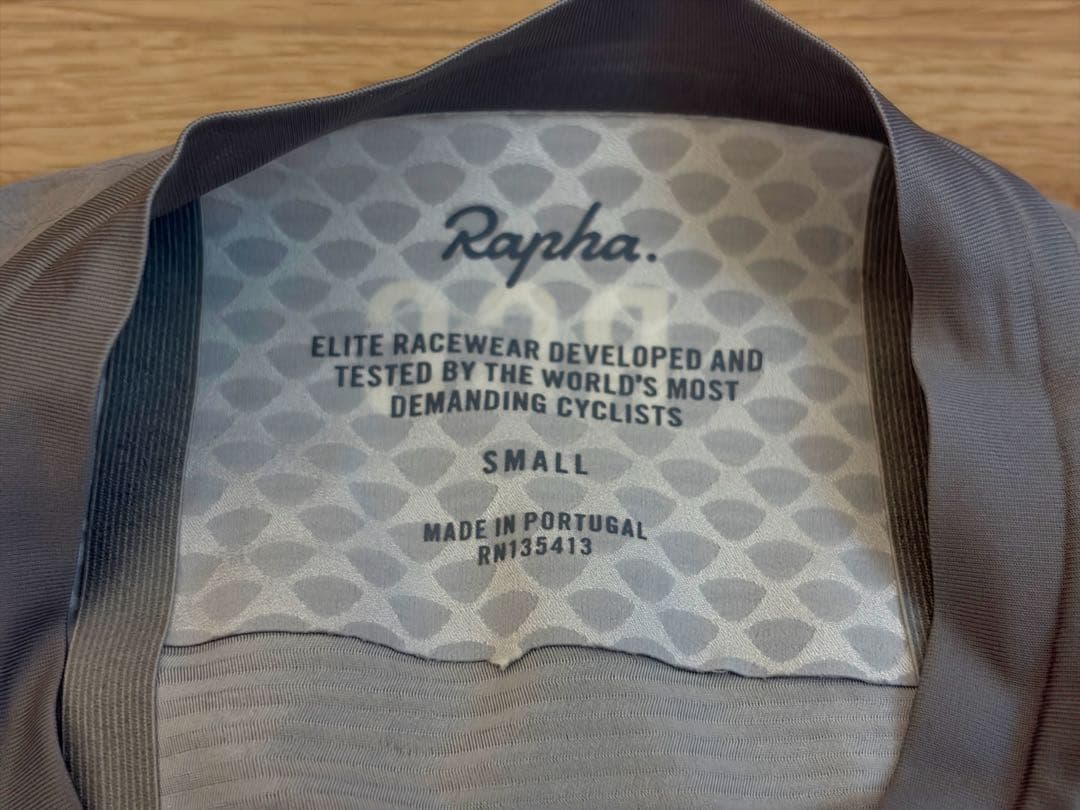 Rapha.
ELITE RACEWEAR DEVELOPED AND
TESTED BY THE WORLD'S MOST
DEMANDING CYCLISTS
SMALL
MADE IN PORTUGAL
RN135413